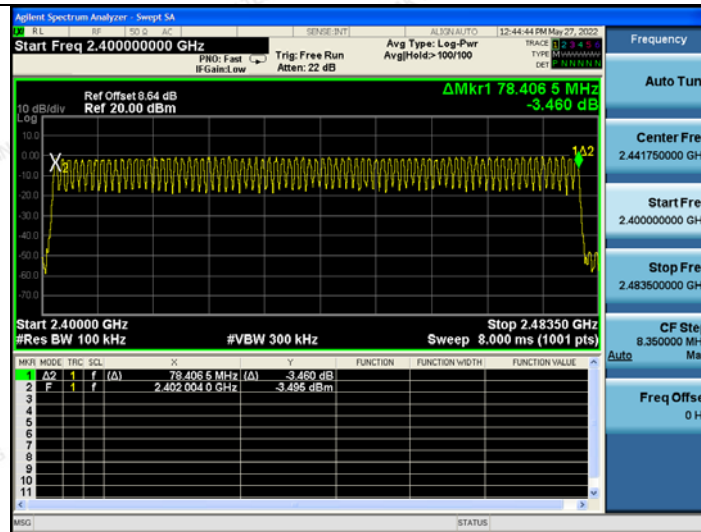 Agilent Spectrum Analyzer - Swept SA
RL RF 50 Ω AC SENSE:INT ALIGNAUTO 12:44:44 PM May 27, 2022
Start Freq 2.400000000 GHz
PNO: Fast
IFGain:Low
Trig: Free Run
Atten: 22 dB
Avg Type: Log-Pwr
Avg|Hold:>100/100
TRACE 1 2 3 4 5 6
TYPE M
DET P N N N N N
Frequency
Ref Offset 8.64 dB
10 dB/div Ref 20.00 dBm
ΔMkr1 78.406 5 MHz
-3.460 dB
Log
10.0
0.00
-10.0
-20.0
-30.0
-40.0
-50.0
-60.0
-70.0
2
1Δ2
Start 2.40000 GHz Stop 2.48350 GHz
#Res BW 100 kHz #VBW 300 kHz Sweep 8.000 ms (1001 pts)
MKR MODE TRC SCL X Y FUNCTION FUNCTION WIDTH FUNCTION VALUE
1 Δ2 1 f (Δ) 78.406 5 MHz (Δ) -3.460 dB
2 F 1 f 2.402 004 0 GHz -3.495 dBm
3
4
5
6
7
8
9
10
11
MSG STATUS
Auto Tun
Center Fre
2.441750000 GH
Start Fre
2.400000000 GH
Stop Fre
2.483500000 GH
CF Ste
8.350000 MH
Auto Ma
Freq Offse
0 H